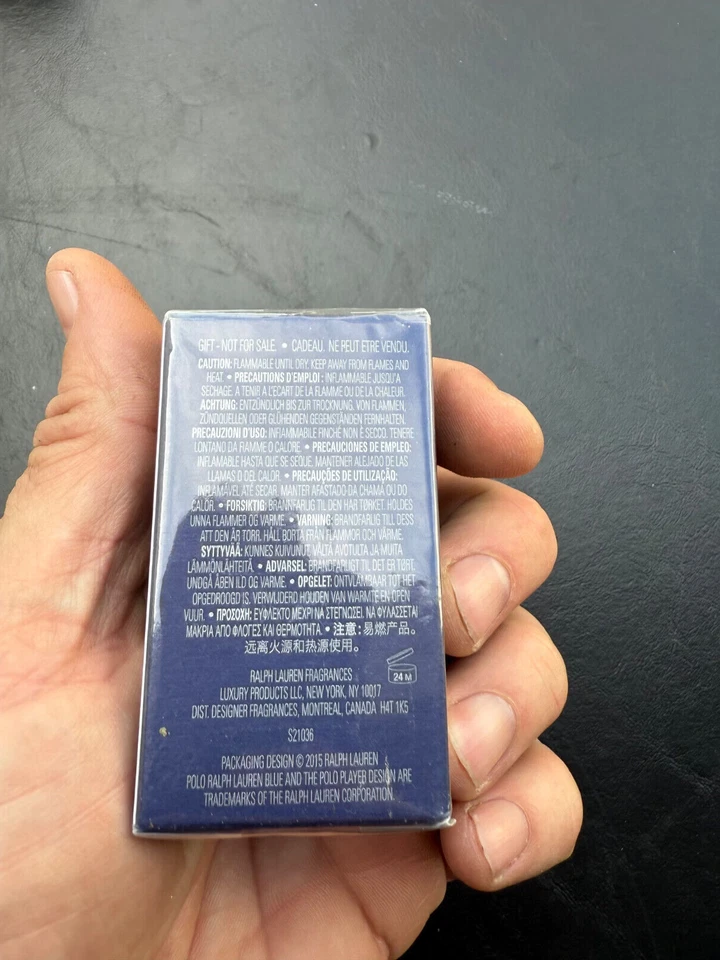 GIFT - NOT FOR SALE. • CADEAU. NE PEUT ETRE VENDU.
CAUTION: FLAMMABLE UNTIL DRY. KEEP AWAY FROM FLAMES AND
HEAT. • PRECAUTIONS D'EMPLOI : INFLAMMABLE JUSQU'A
SECHAGE. A TENIR A L'ECART DE LA FLAMME OU DE LA CHALEUR.
ACHTUNG: ENTZÜNDLICH BIS ZUR TROCKNUNG. VON FLAMMEN,
ZÜNDQUELLEN ODER GLÜHENDEN GEGENSTÄNDEN FERNHALTEN.
PRECAUZIONI D'USO: INFIAMMABILE FINCHÉ NON È SECCO. TENERE
LONTANO DA FIAMME O CALORE. • PRECAUCIONES DE EMPLEO:
INFLAMABLE HASTA QUE SE SEQUE. MANTENER ALEJADO DE LAS
LLAMAS O DEL CALOR. • PRECAUÇÕES DE UTILIZAÇÃO:
INFLAMÁVEL ATÉ SECAR. MANTER AFASTADO DA CHAMA OU DO
CALOR. • FORSIKTIG: BRANNFARLIG TIL DEN HAR TØRKET. HOLDES
UNNA FLAMMER OG VARME. • VARNING: BRANDFARLIG TILL DESS
ATT DEN ÄR TORR. HÅLL BORTA FRÅN FLAMMOR OCH VÄRME.
SYTTYVÄÄ: KUNNES KUIVUNUT. VÄLTÄ AVOTULTA JA MUITA
LÄMMÖNLÄHTEITÄ. • ADVARSEL: BRANDFARLIGT TIL DET ER TØRT.
UNDGÅ ÅBEN ILD OG VARME. • OPGELET: ONTVLAMBAAR TOT HET
OPGEDROOGD IS. VERWIJDERD HOUDEN VAN WARMTE EN OPEN
VUUR. • ΠΡΟΣΟΧΗ: ΕΥΦΛΕΚΤΟ ΜΕΧΡΙ ΝΑ ΣΤΕΓΝΩΣΕΙ. ΝΑ ΦΥΛΑΣΣΕΤΑΙ
ΜΑΚΡΙΑ ΑΠΟ ΦΛΟΓΕΣ ΚΑΙ ΘΕΡΜΟΤΗΤΑ. • 注意: 易燃产品。
远离火源和热源使用。
24 M
RALPH LAUREN FRAGRANCES
LUXURY PRODUCTS LLC, NEW YORK, NY 10017
DIST. DESIGNER FRAGRANCES, MONTREAL, CANADA H4T 1K5
S21036
PACKAGING DESIGN © 2015 RALPH LAUREN
POLO RALPH LAUREN BLUE AND THE POLO PLAYER DESIGN ARE
TRADEMARKS OF THE RALPH LAUREN CORPORATION.